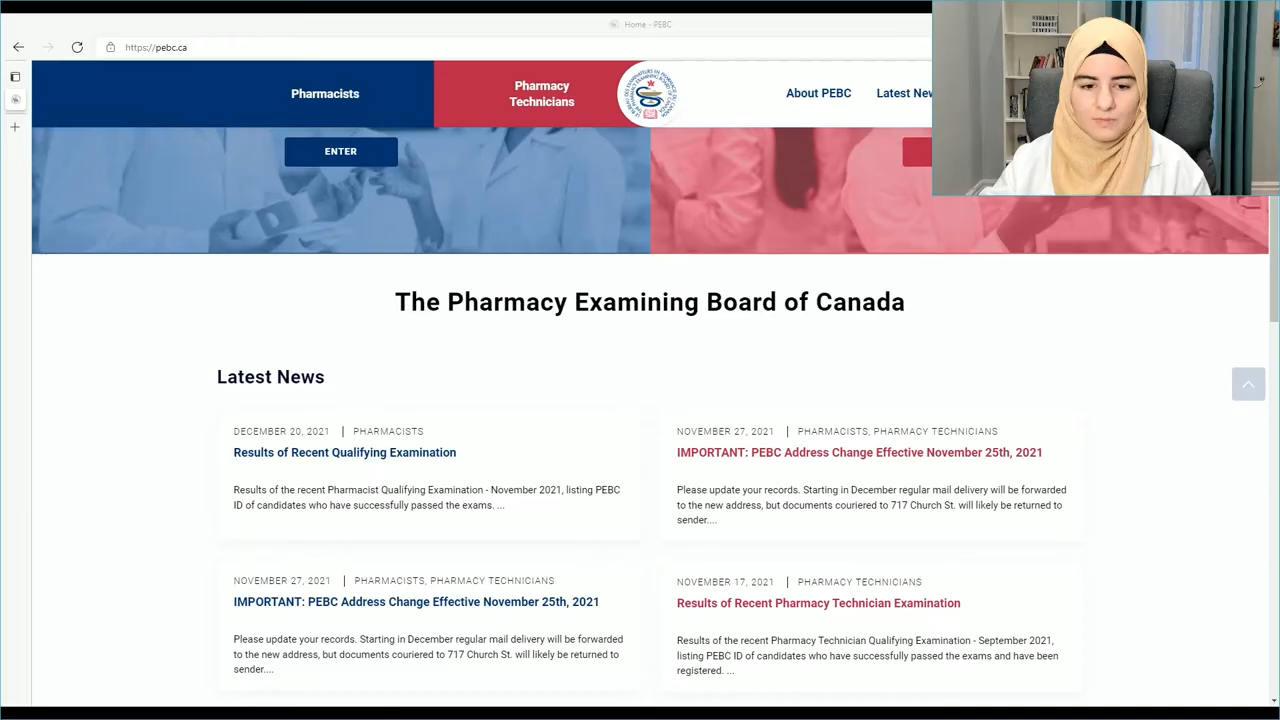 Home - PEBC
https://pebc.ca
Pharmacists
Pharmacy
Technicians
About PEBC
Latest New
ENTER
The Pharmacy Examining Board of Canada
Latest News
DECEMBER 20, 2021 | PHARMACISTS
Results of Recent Qualifying Examination
Results of the recent Pharmacist Qualifying Examination - November 2021, listing PEBC
ID of candidates who have successfully passed the exams. ...
NOVEMBER 27, 2021 | PHARMACISTS, PHARMACY TECHNICIANS
IMPORTANT: PEBC Address Change Effective November 25th, 2021
Please update your records. Starting in December regular mail delivery will be forwarded
to the new address, but documents couriered to 717 Church St. will likely be returned to
sender....
NOVEMBER 27, 2021 | PHARMACISTS, PHARMACY TECHNICIANS
IMPORTANT: PEBC Address Change Effective November 25th, 2021
Please update your records. Starting in December regular mail delivery will be forwarded
to the new address, but documents couriered to 717 Church St. will likely be returned to
sender....
NOVEMBER 17, 2021 | PHARMACY TECHNICIANS
Results of Recent Pharmacy Technician Examination
Results of the recent Pharmacy Technician Qualifying Examination - September 2021,
listing PEBC ID of candidates who have successfully passed the exams and have been
registered. ...